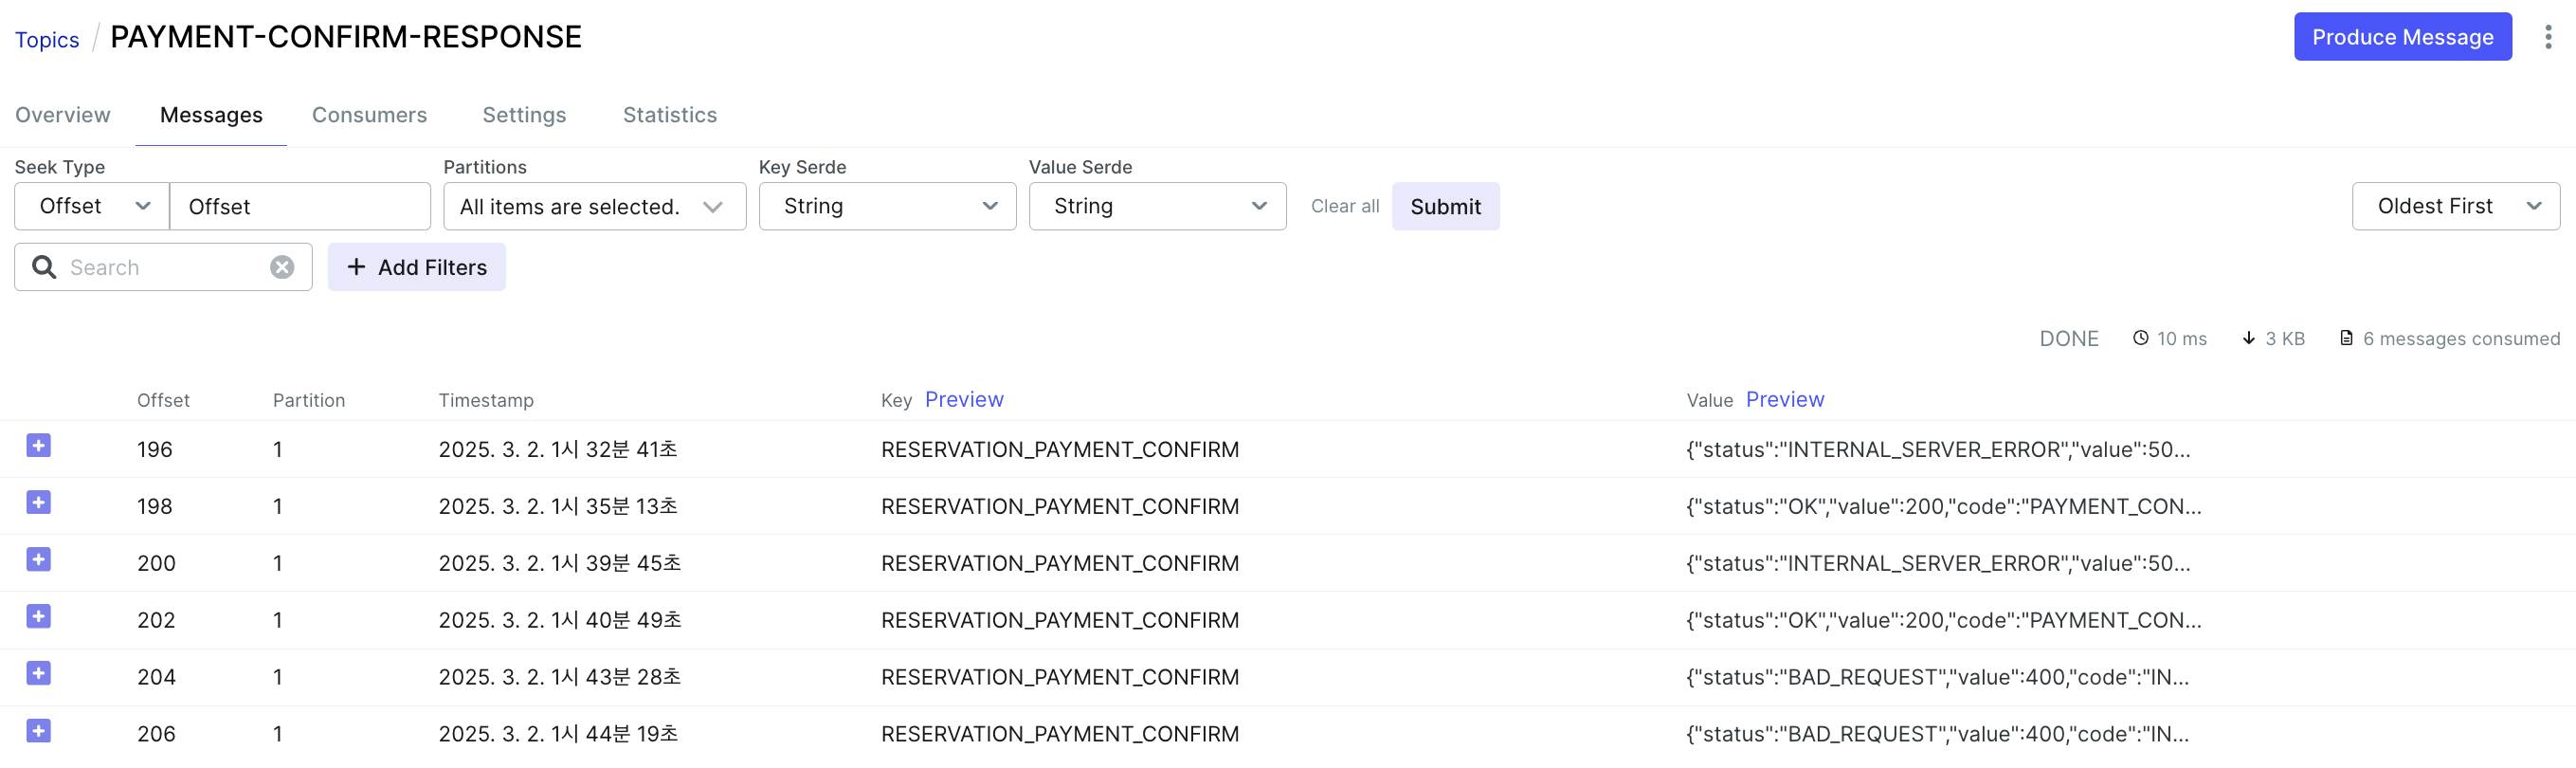 Topics / PAYMENT-CONFIRM-RESPONSE
Produce Message
Overview Messages Consumers Settings Statistics
Seek Type Partitions Key Serde Value Serde
Offset Offset All items are selected. String String Clear all Submit Oldest First
Search Add Filters
DONE 10 ms 3 KB 6 messages consumed
Offset Partition Timestamp Key Preview Value Preview
196 1 2025. 3. 2. 1시 32분 41초 RESERVATION_PAYMENT_CONFIRM {"status":"INTERNAL_SERVER_ERROR","value":50...
198 1 2025. 3. 2. 1시 35분 13초 RESERVATION_PAYMENT_CONFIRM {"status":"OK","value":200,"code":"PAYMENT_CON...
200 1 2025. 3. 2. 1시 39분 45초 RESERVATION_PAYMENT_CONFIRM {"status":"INTERNAL_SERVER_ERROR","value":50...
202 1 2025. 3. 2. 1시 40분 49초 RESERVATION_PAYMENT_CONFIRM {"status":"OK","value":200,"code":"PAYMENT_CON...
204 1 2025. 3. 2. 1시 43분 28초 RESERVATION_PAYMENT_CONFIRM {"status":"BAD_REQUEST","value":400,"code":"IN...
206 1 2025. 3. 2. 1시 44분 19초 RESERVATION_PAYMENT_CONFIRM {"status":"BAD_REQUEST","value":400,"code":"IN...